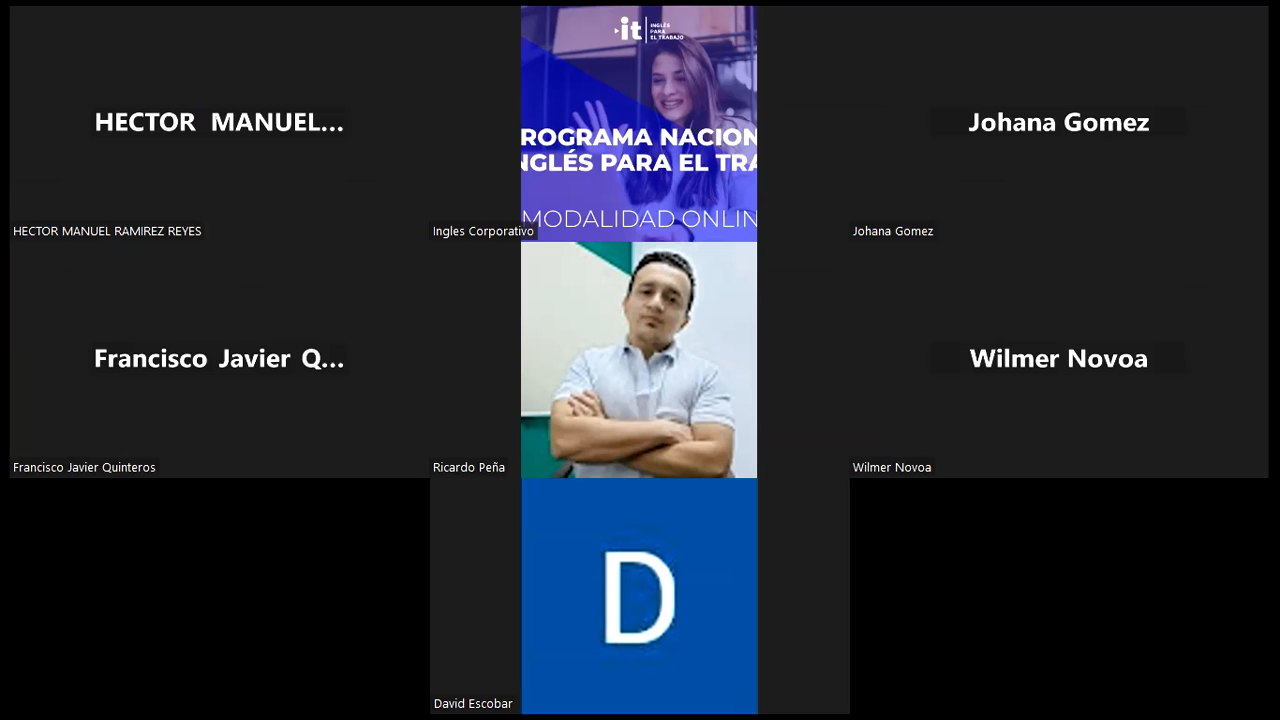 HECTOR MANUEL...
HECTOR MANUEL RAMIREZ REYES
it INGLÉS
PARA
EL TRABAJO
ROGRAMA NACION
NGLÉS PARA EL TRA
MODALIDAD ONLIN
Ingles Corporativo
Johana Gomez
Johana Gomez
Francisco Javier Q...
Francisco Javier Quinteros
Ricardo Peña
Wilmer Novoa
Wilmer Novoa
D
David Escobar